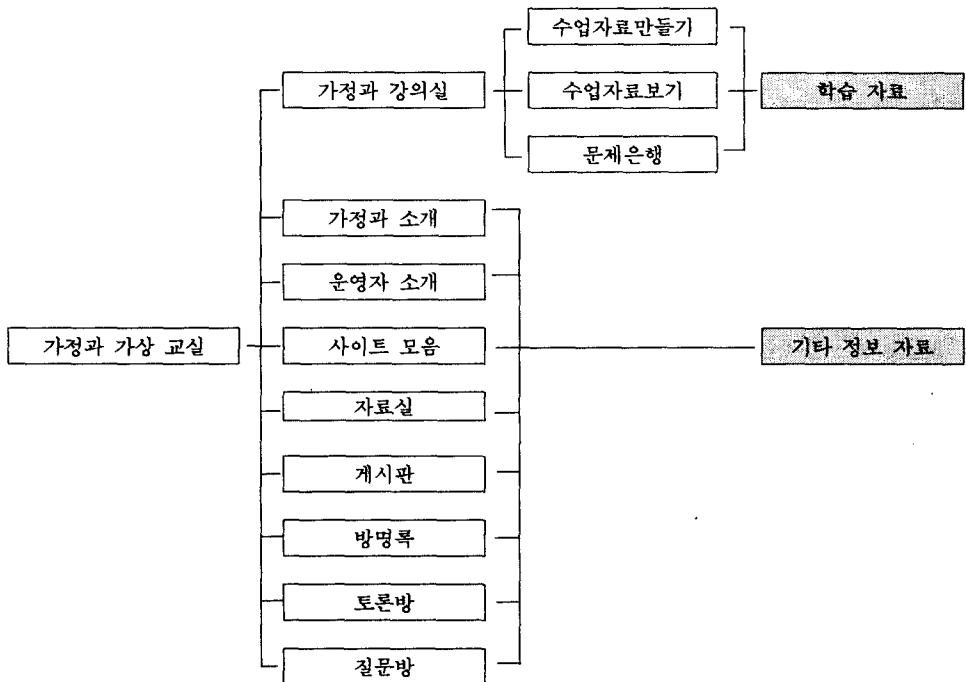 수업자료만들기
가정과 강의실
수업자료보기
학습 자료
문제은행
가정과 소개
운영자 소개
가정과 가상 교실
사이트 모음
기타 정보 자료
자료실
게시판
방명록
토론방
질문방